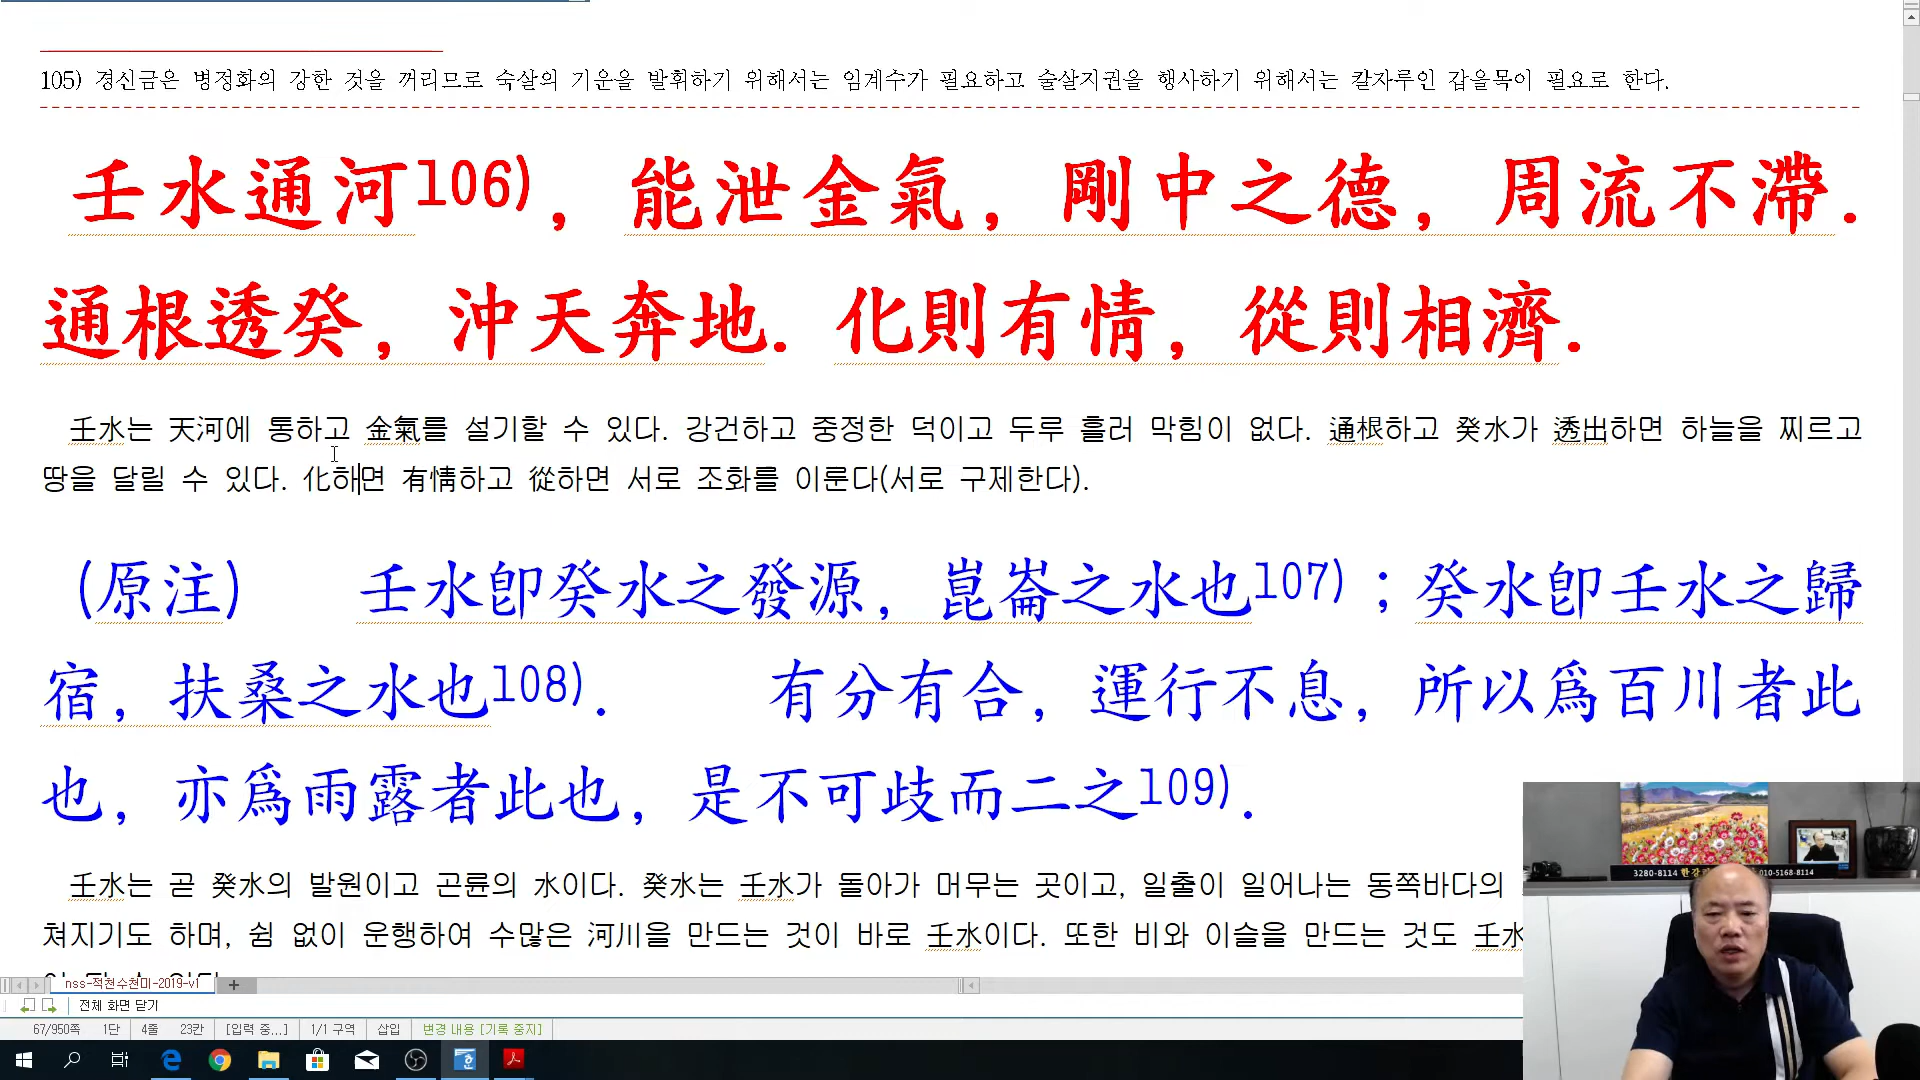 105) 경신금은 병정화의 강한 것을 꺼리므로 숙살의 기운을 발휘하기 위해서는 임계수가 필요하고 숱살지권을 행사하기 위해서는 칼자루인 갑을목이 필요로 한다.
壬水通河106), 能泄金氣, 剛中之德, 周流不滯.
通根透癸, 沖天奔地. 化則有情, 從則相濟.
壬水는 天河에 통하고 金氣를 설기할 수 있다. 강건하고 중정한 덕이고 두루 흘러 막힘이 없다. 通根하고 癸水가 透出하면 하늘을 찌르고
땅을 달릴 수 있다. 化하면 有情하고 從하면 서로 조화를 이룬다(서로 구제한다).
(原注) 壬水卽癸水之發源, 崑崙之水也107) ; 癸水卽壬水之歸
宿, 扶桑之水也108). 有分有合, 運行不息, 所以爲百川者此
也, 亦爲雨露者此也, 是不可歧而二之109).
壬水는 곧 癸水의 발원이고 곤륜의 水이다. 癸水는 壬水가 돌아가 머무는 곳이고, 일출이 일어나는 동쪽바다의
쳐지기도 하며, 쉼 없이 운행하여 수많은 河川을 만드는 것이 바로 壬水이다. 또한 비와 이슬을 만드는 것도 壬水
3280-8114 한강 010-5168-8114
nss-적천수천미-2019-v1
전체 화면 닫기
67/950쪽 1단 4줄 23칸 [입력 중...] 1/1 구역 삽입 변경 내용 [기록 중지]